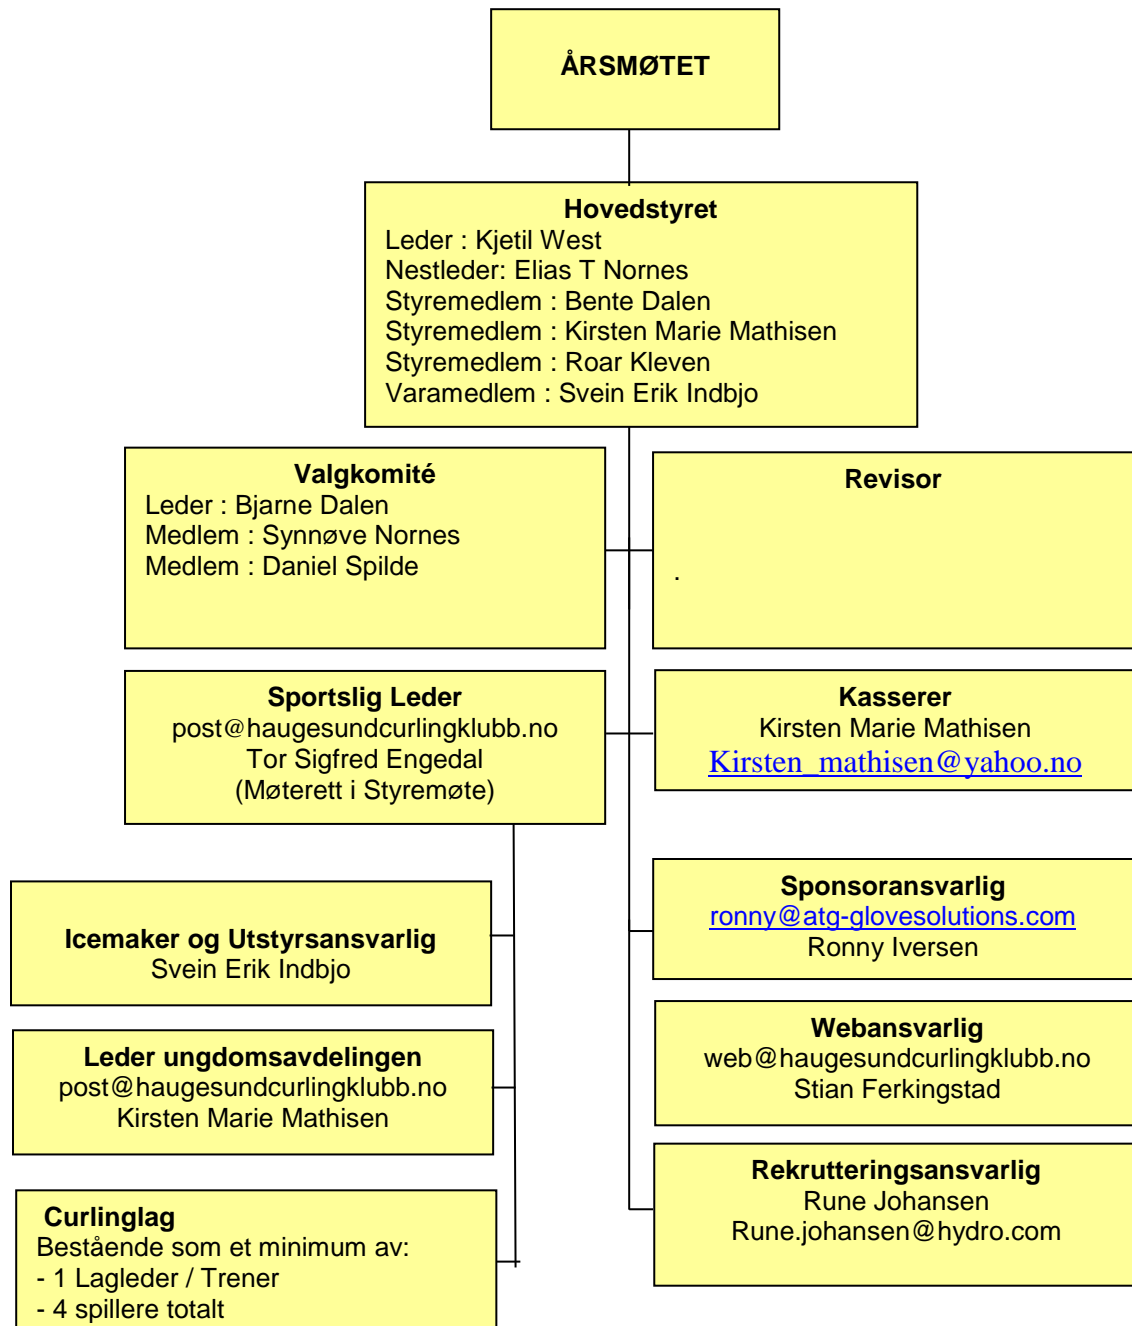 ÅRSMØTET
Hovedstyret
Leder : Kjetil West
Nestleder: Elias T Nornes
Styremedlem : Bente Dalen
Styremedlem : Kirsten Marie Mathisen
Styremedlem : Roar Kleven
Varamedlem : Svein Erik Indbjo
Valgkomité
Leder : Bjarne Dalen
Medlem : Synnøve Nornes
Medlem : Daniel Spilde
Revisor
.
Sportslig Leder
post@haugesundcurlingklubb.no
Tor Sigfred Engedal
(Møterett i Styremøte)
Kasserer
Kirsten Marie Mathisen
Kirsten_mathisen@yahoo.no
Icemaker og Utstyrsansvarlig
Svein Erik Indbjo
Sponsoransvarlig
ronny@atg-glovesolutions.com
Ronny Iversen
Leder ungdomsavdelingen
post@haugesundcurlingklubb.no
Kirsten Marie Mathisen
Webansvarlig
web@haugesundcurlingklubb.no
Stian Ferkingstad
Curlinglag
Bestående som et minimum av:
- 1 Lagleder / Trener
- 4 spillere totalt
Rekrutteringsansvarlig
Rune Johansen
Rune.johansen@hydro.com